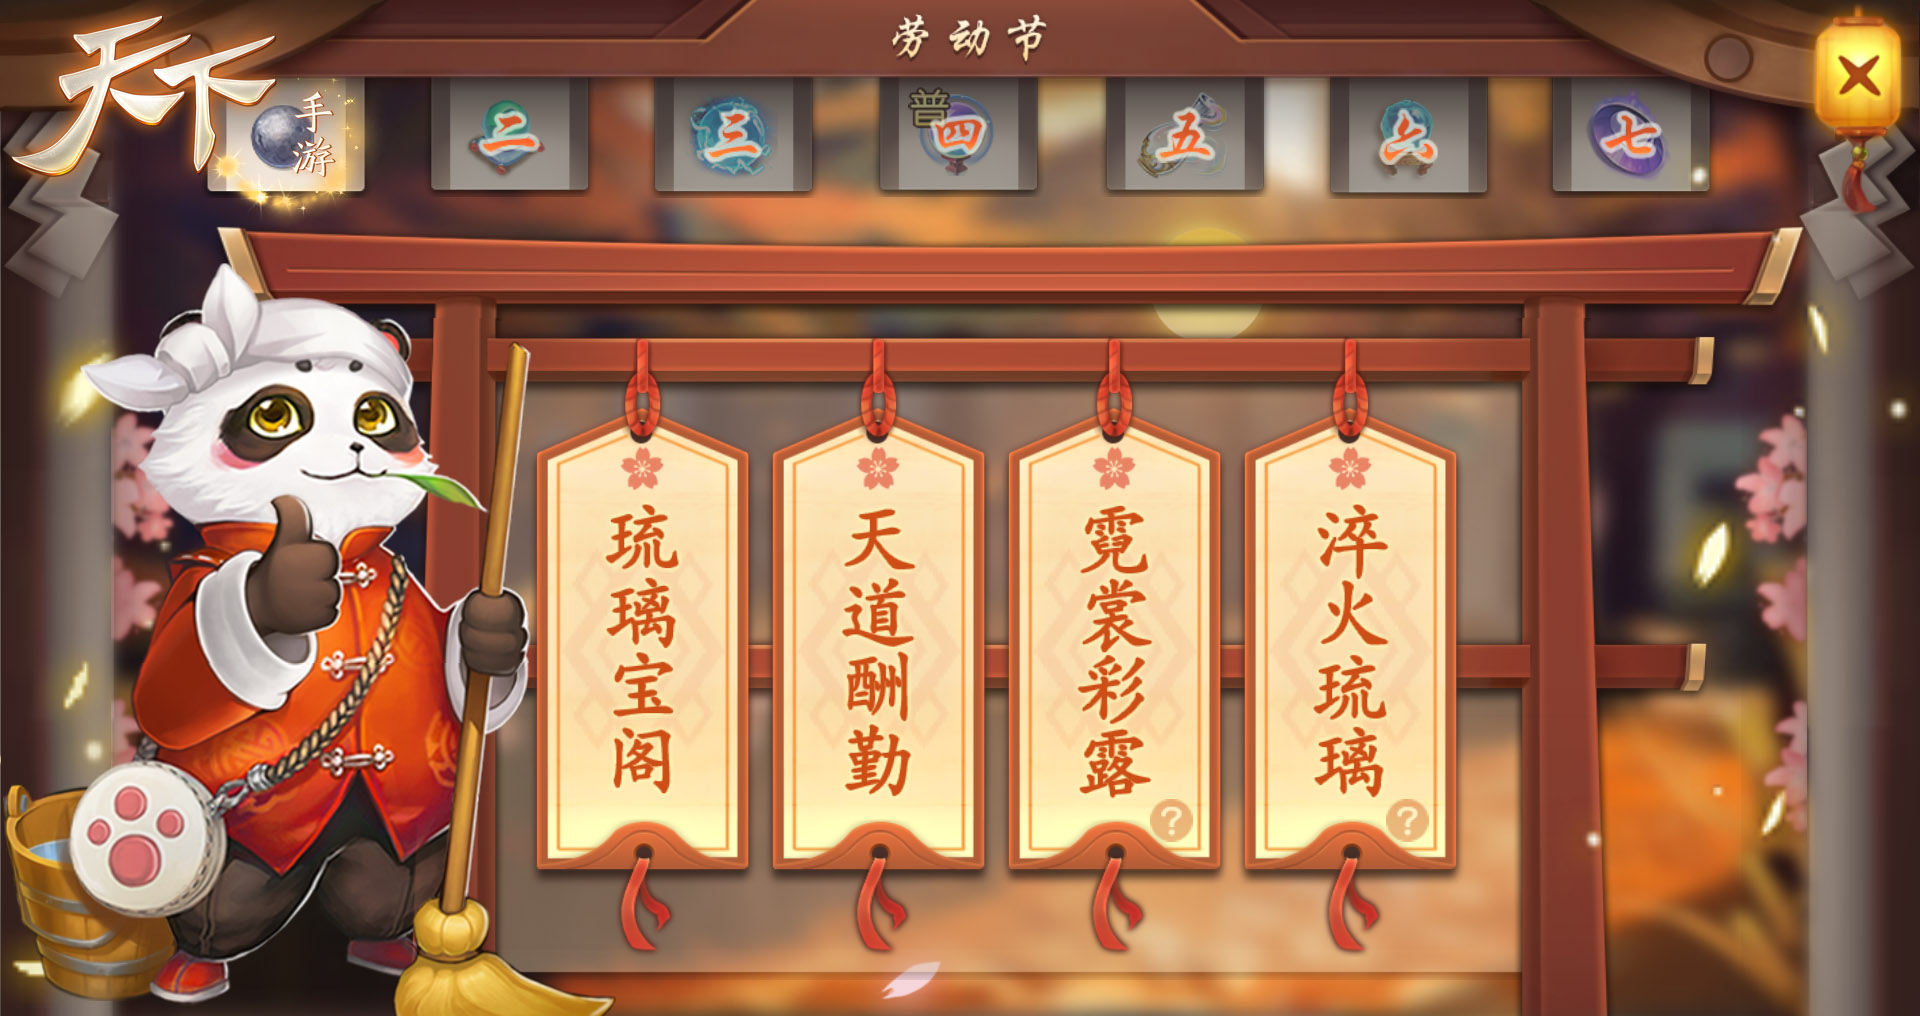 劳动节
天下
手游
二
三
普
四
五
六
七
琉璃宝阁
天道酬勤
霓裳彩露
?
淬火琉璃
?